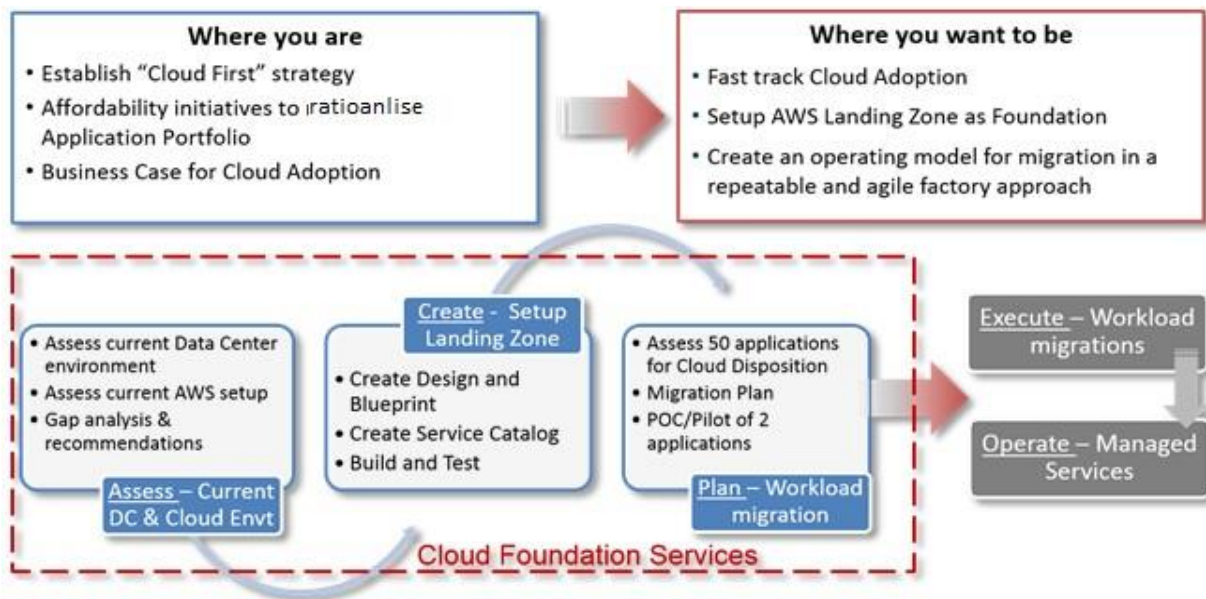 Where you are
• Establish “Cloud First” strategy
• Affordability initiatives to ratioanlise
Application Portfolio
• Business Case for Cloud Adoption
Where you want to be
• Fast track Cloud Adoption
• Setup AWS Landing Zone as Foundation
• Create an operating model for migration in a
repeatable and agile factory approach
• Assess current Data Center
environment
• Assess current AWS setup
• Gap analysis &
recommendations
Assess – Current
DC & Cloud Envt
Create - Setup
Landing Zone
• Create Design and
Blueprint
• Create Service Catalog
• Build and Test
• Assess 50 applications
for Cloud Disposition
• Migration Plan
• POC/Pilot of 2
applications
Plan – Workload
migration
Cloud Foundation Services
Execute – Workload
migrations
Operate – Managed
Services